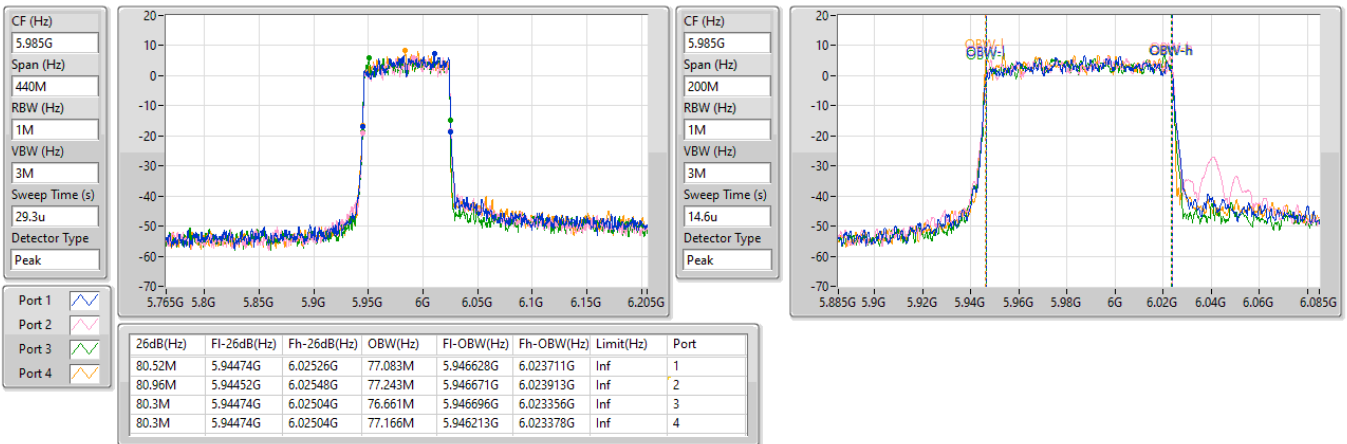 CF (Hz)
5.985G
Span (Hz)
440M
RBW (Hz)
1M
VBW (Hz)
3M
Sweep Time (s)
29.3u
Detector Type
Peak
20
10
0
-10
-20
-30
-40
-50
-60
-70
5.765G 5.8G 5.85G 5.9G 5.95G 6G 6.05G 6.1G 6.15G 6.205G
CF (Hz)
5.985G
Span (Hz)
200M
RBW (Hz)
1M
VBW (Hz)
3M
Sweep Time (s)
14.6u
Detector Type
Peak
20
10
0
-10
-20
-30
-40
-50
-60
-70
OBW-l OBW-h
5.885G 5.9G 5.92G 5.94G 5.96G 5.98G 6G 6.02G 6.04G 6.06G 6.085G
Port 1
Port 2
Port 3
Port 4
26dB(Hz) Fl-26dB(Hz) Fh-26dB(Hz) OBW(Hz) Fl-OBW(Hz) Fh-OBW(Hz) Limit(Hz) Port
80.52M 5.94474G 6.02526G 77.083M 5.946628G 6.023711G Inf 1
80.96M 5.94452G 6.02548G 77.243M 5.946671G 6.023913G Inf 2
80.3M 5.94474G 6.02504G 76.661M 5.946696G 6.023356G Inf 3
80.3M 5.94474G 6.02504G 77.166M 5.946213G 6.023378G Inf 4